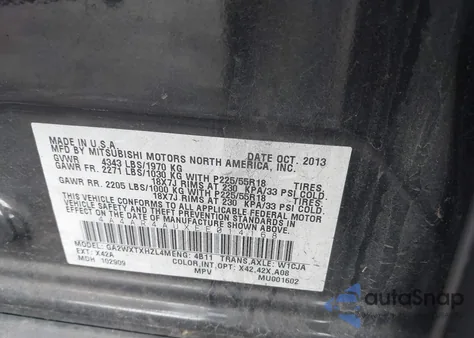 MADE IN U.S.A. DATE OCT. 2013
BY MITSUBISHI MOTORS NORTH AMERICA, INC.
GVWR 4343 LBS/1970 KG
GAWR FR. 2271 LBS/1030 KG WITH P225/55R18 TIRES,
18X7J RIMS AT 230 KPA/33 PSI COLD.
GAWR RR. 2205 LBS/1000 KG WITH P225/55R18 TIRES,
18X7J RIMS AT 230 KPA/33 PSI COLD.
THIS VEHICLE CONFORMS TO ALL APPLICABLE FEDERAL
MOTOR VEHICLE SAFETY, BUMPER, AND THEFT PREVENTION
STANDARDS IN EFFECT ON THE DATE OF MANUFACTURE
SHOWN ABOVE.
MODEL: GA2WXTXHZL4M ENG: 4B11 TRANS, AXLE: W1CJA
EXT: X42A COLOR, INT, OPT: X42,42X,A08
MDH 102909 MPV MU001602
autoSnap